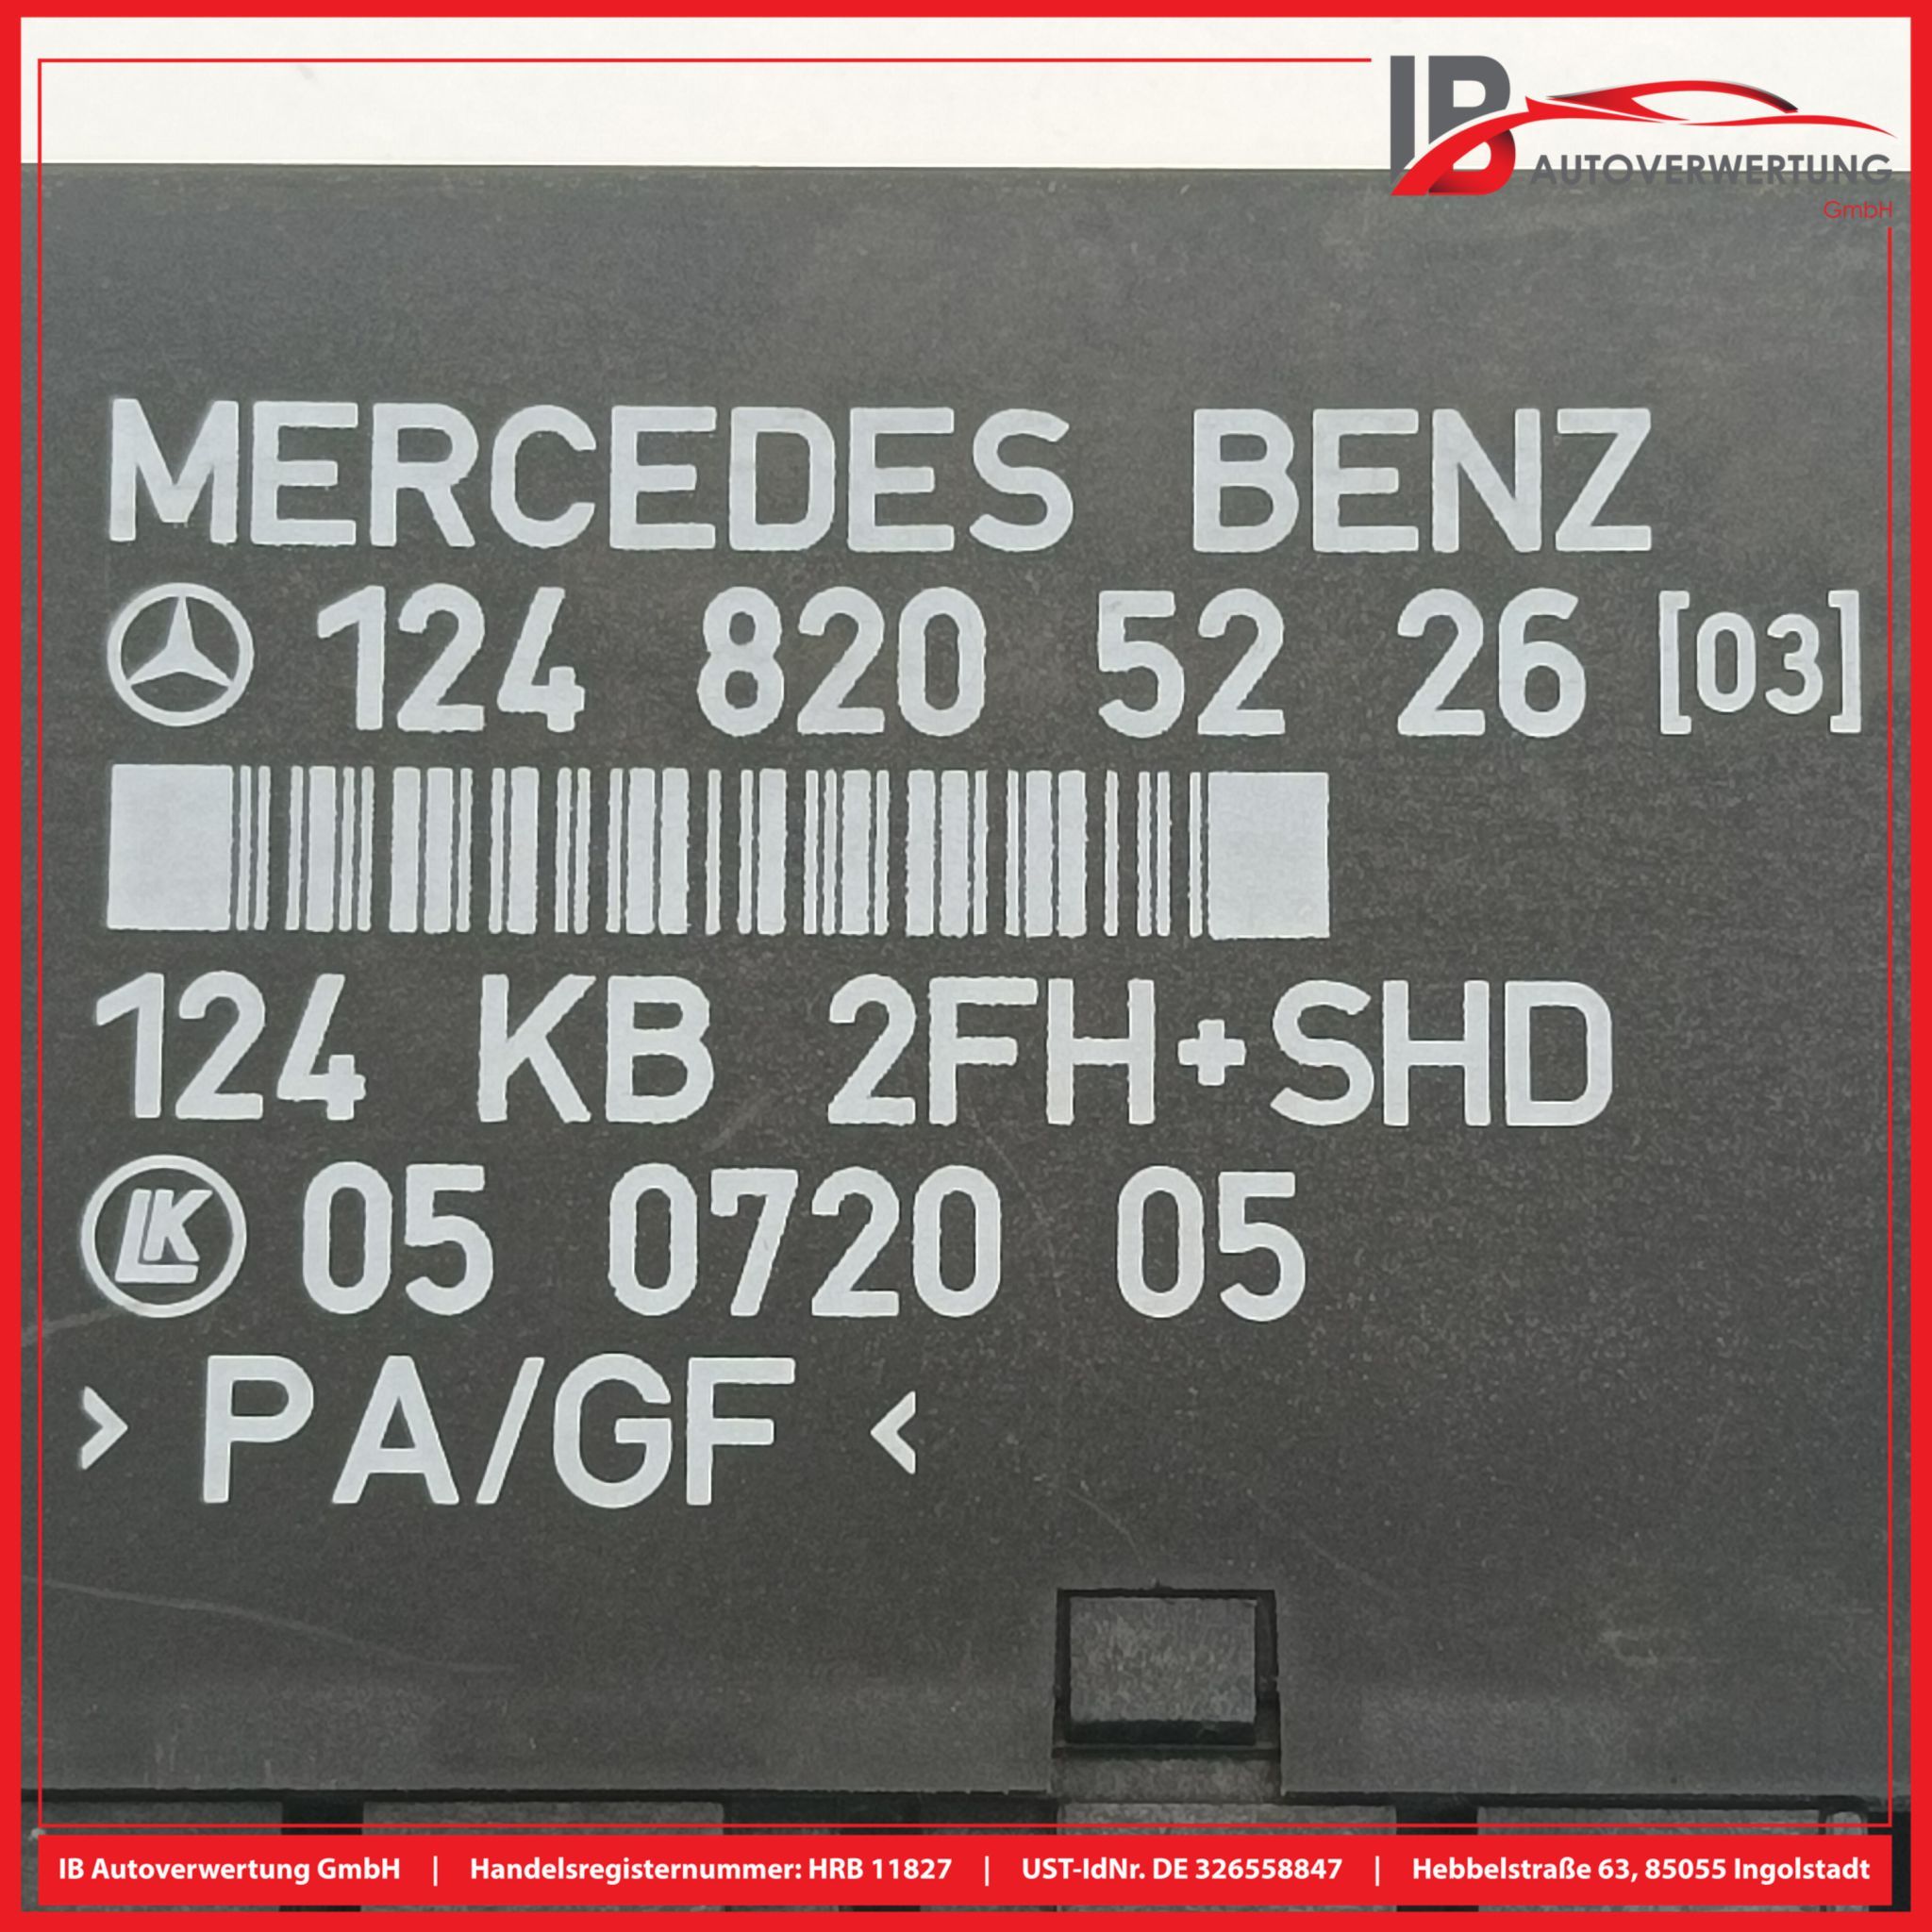 IB
AUTOVERWERTUNG
GmbH
MERCEDES BENZ
124 820 52 26 [03]
124 KB 2FH+SHD
LK 05 0720 05
> PA/GF <
IB Autoverwertung GmbH | Handelsregisternummer: HRB 11827 | UST-IdNr. DE 326558847 | Hebbelstraße 63, 85055 Ingolstadt